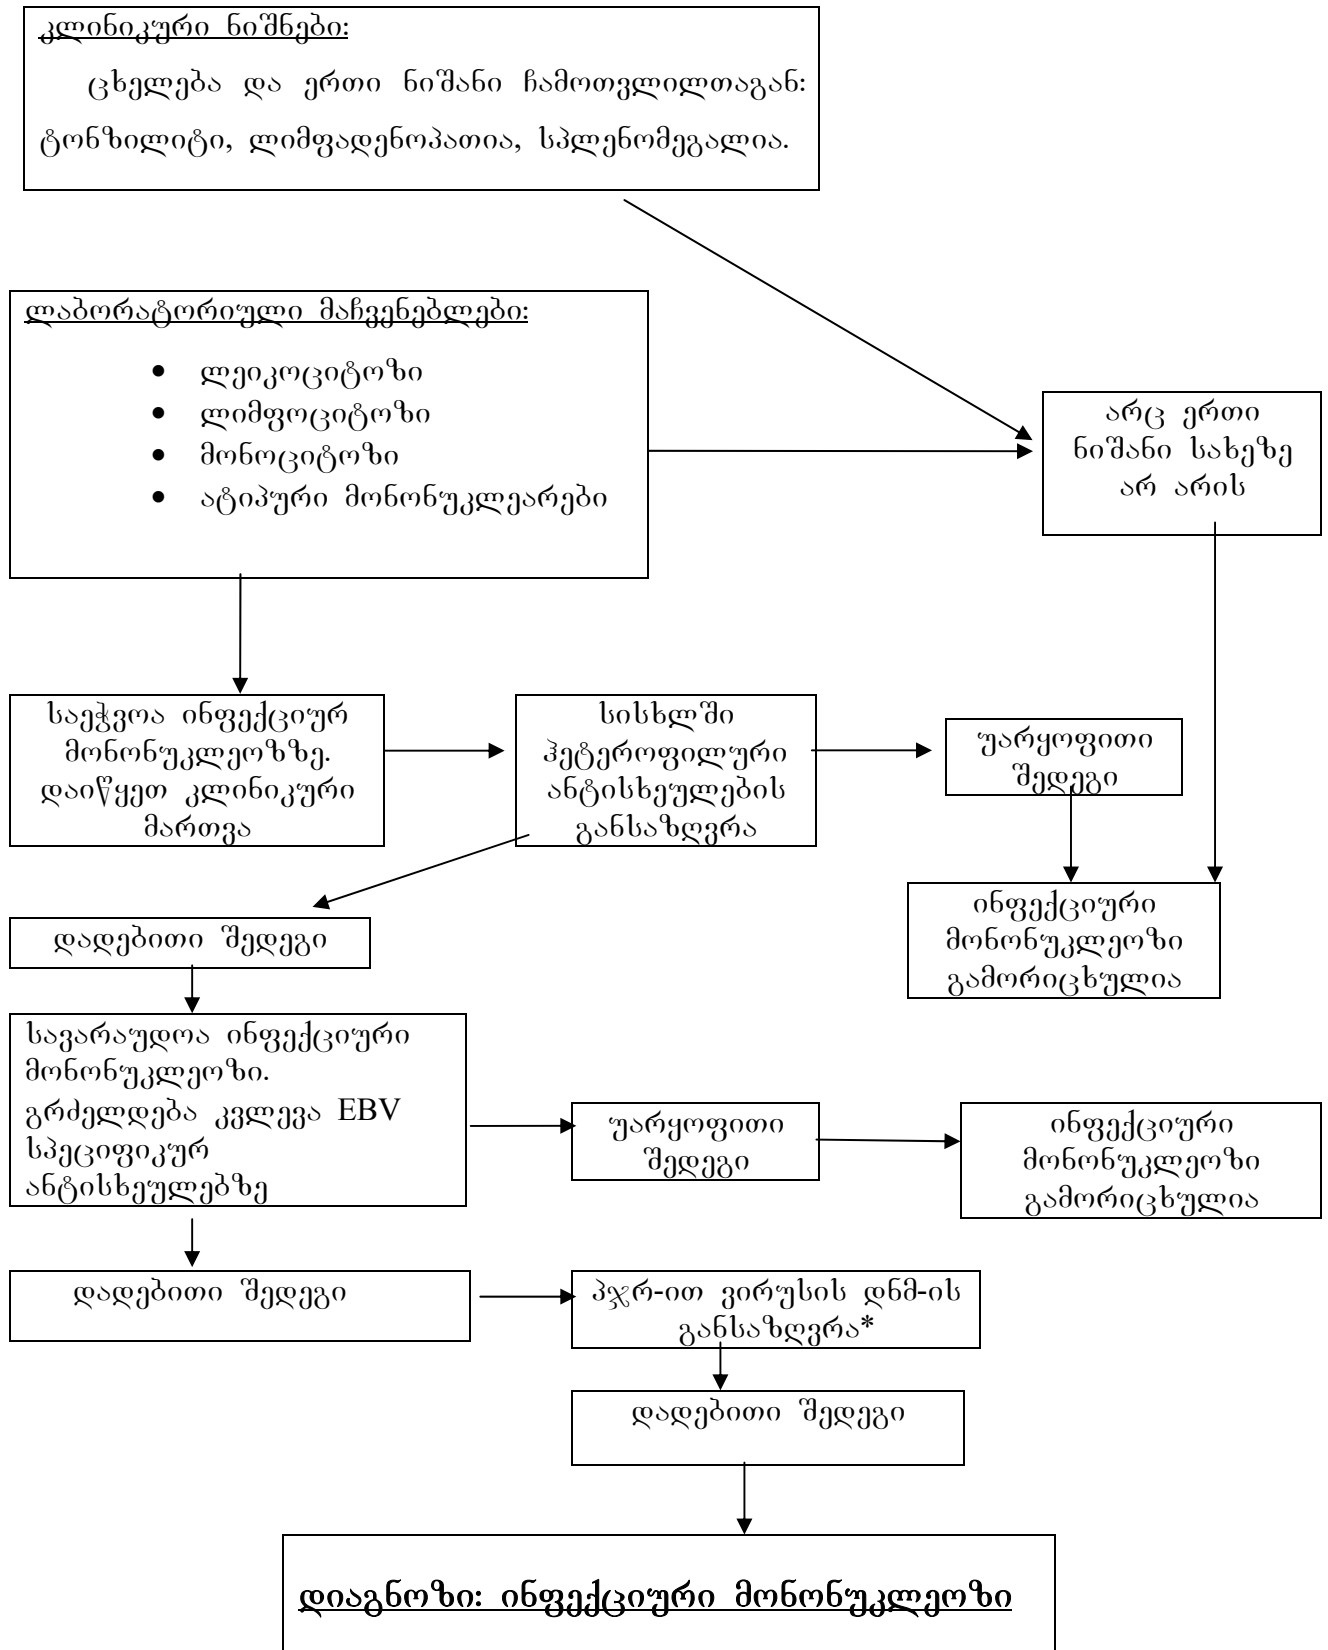 კლინიკური ნიშნები:
ცხელება და ერთი ნიშანი ჩამოთვლილთაგან:
ტონზილიტი, ლიმფადენოპათია, სპლენომეგალია.
ლაბორატორიული მაჩვენებლები:
• ლეიკოციტოზი
• ლიმფოციტოზი
• მონოციტოზი
• ატიპური მონონუკლეარები
არც ერთი
ნიშანი სახეზე
არ არის
საეჭვოა ინფექციურ
მონონუკლეოზზე.
დაიწყეთ კლინიკური
მართვა
სისხლში
ჰეტეროფილური
ანტისხეულების
განსაზღვრა
უარყოფითი
შედეგი
ინფექციური
მონონუკლეოზი
გამორიცხულია
დადებითი შედეგი
სავარაუდოა ინფექციური
მონონუკლეოზი.
გრძელდება კვლევა EBV
სპეციფიკურ
ანტისხეულებზე
უარყოფითი
შედეგი
ინფექციური
მონონუკლეოზი
გამორიცხულია
დადებითი შედეგი
პჯრ-ით ვირუსის დნმ-ის
განსაზღვრა*
დადებითი შედეგი
დიაგნოზი: ინფექციური მონონუკლეოზი